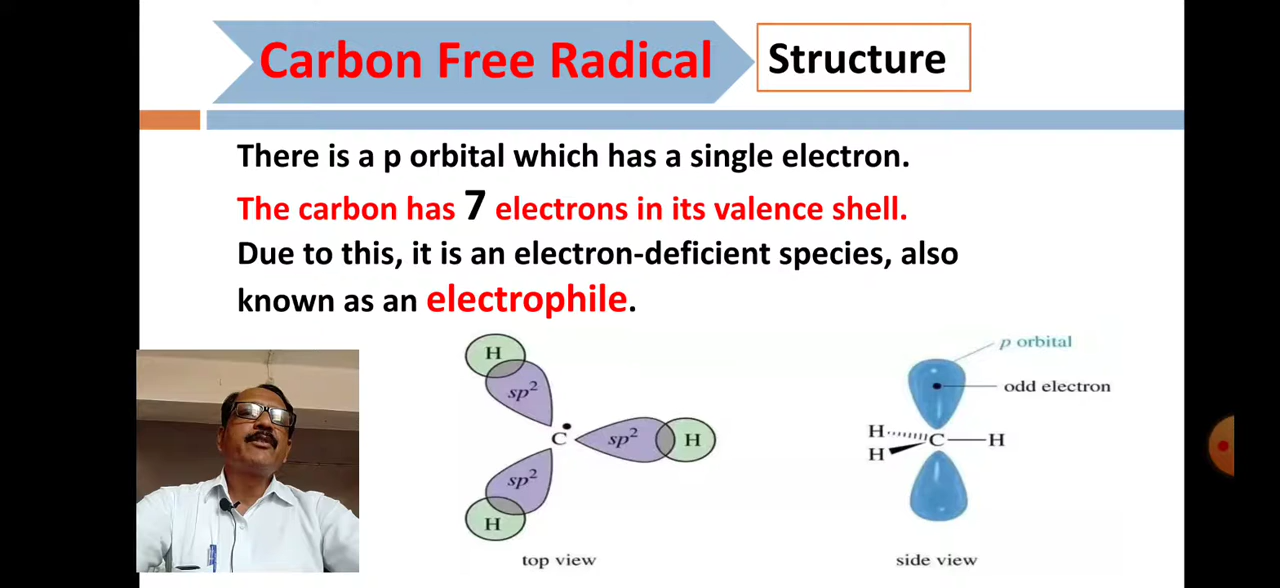 Carbon Free Radical
Structure
There is a p orbital which has a single electron.
The carbon has 7 electrons in its valence shell.
Due to this, it is an electron-deficient species, also
known as an electrophile.
H
sp²
C
sp²
H
sp²
H
top view
p orbital
odd electron
H
C
H
H
side view